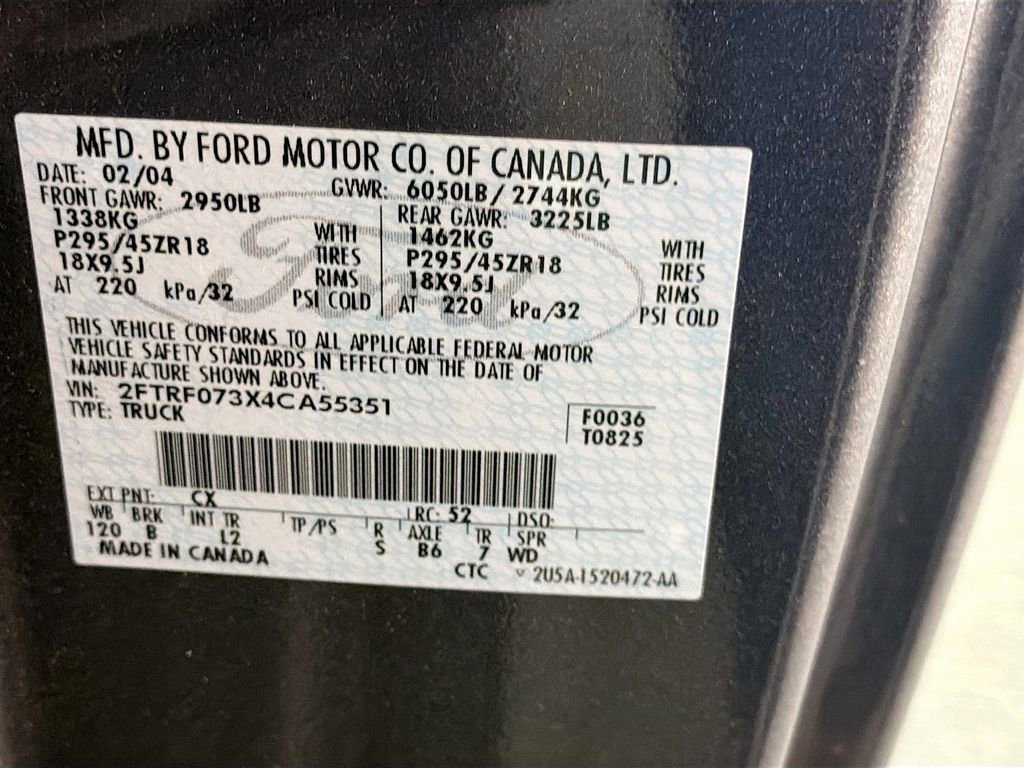 MFD. BY FORD MOTOR CO. OF CANADA, LTD.
DATE: 02/04 GVWR: 6050LB/ 2744KG
FRONT GAWR: 2950LB REAR GAWR: 3225LB
1338KG WITH 1462KG WITH
P295/45ZR18 TIRES P295/45ZR18 TIRES
18X9.5J RIMS 18X9.5J RIMS
AT 220 kPa/32 PSI COLD AT 220 kPa/32 PSI COLD
THIS VEHICLE CONFORMS TO ALL APPLICABLE FEDERAL MOTOR
VEHICLE SAFETY STANDARDS IN EFFECT ON THE DATE OF
MANUFACTURE SHOWN ABOVE.
VIN: 2FTRF073X4CA55351 F0036
TYPE: TRUCK T0825
Ford
EXT PNT: CX RC: 52 DSO:
WB BRK INT TR TP/PS R AXLE TR SPR
120 B L2 S B6 7 WD
MADE IN CANADA CTC 2U5A-1520472-AA